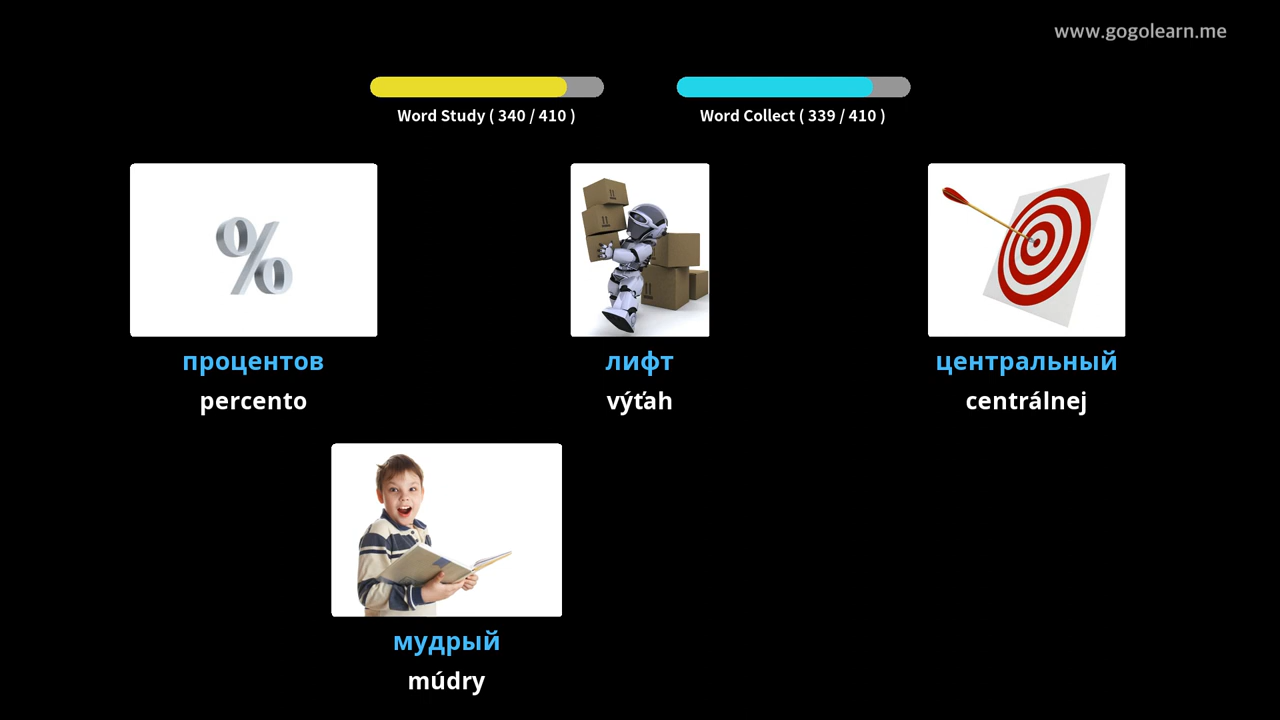 www.gogolearn.me
Word Study ( 340 / 410 )
Word Collect ( 339 / 410 )
процентов
лифт
центральный
percento
výťah
centrálnej
мудрый
múdry